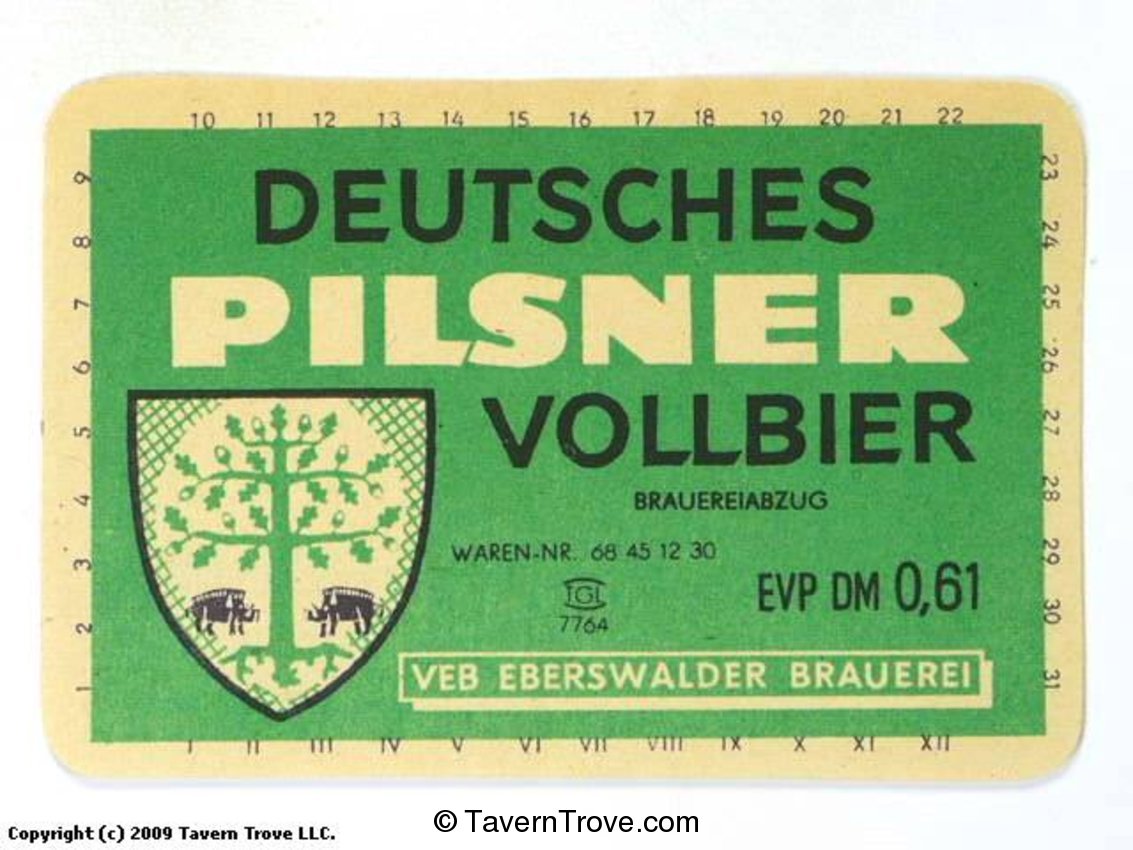 10 11 12 13 14 15 16 17 18 19 20 21 22
9
8
7
6
5
4
3
2
1
DEUTSCHES
PILSNER
VOLLBIER
BRAUEREIABZUG
WAREN-NR. 68 45 12 30
TGL
7764
EVP DM 0,61
VEB EBERSWALDER BRAUEREI
23
24
25
26
27
28
29
30
31
I II III IV V VI VII VIII IX X XI XII
Copyright (c) 2009 Tavern Trove LLC.
© TavernTrove.com